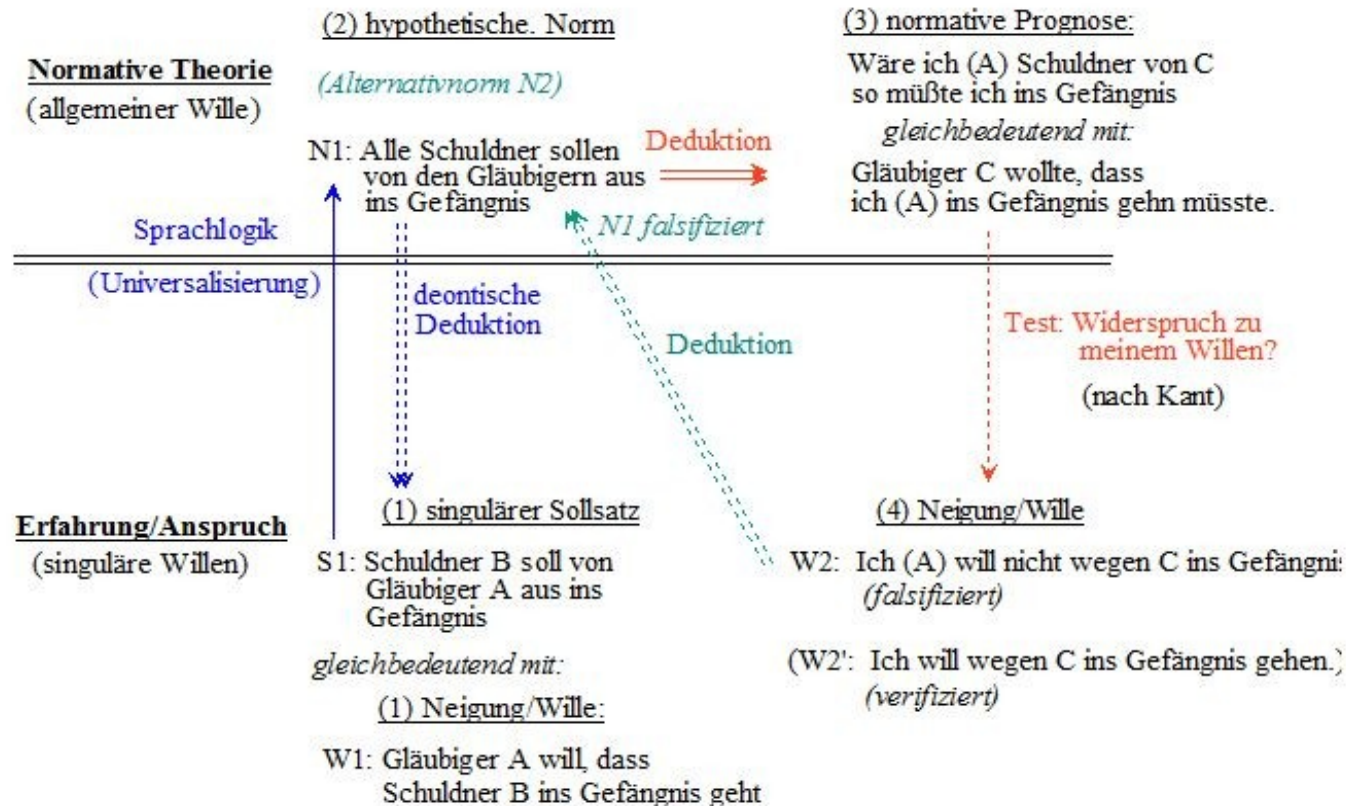 (2) hypothetische. Norm
(3) normative Prognose:
Normative Theorie
(allgemeiner Wille)
(Alternativnorm N2)
Wäre ich (A) Schuldner von C
so müßte ich ins Gefängnis
gleichbedeutend mit:
Gläubiger C wollte, dass
ich (A) ins Gefängnis gehn müsste.
N1: Alle Schuldner sollen
von den Gläubigern aus
ins Gefängnis
Deduktion
Sprachlogik
(Universalisierung)
N1 falsifiziert
deontische
Deduktion
Deduktion
Test: Widerspruch zu
meinem Willen?
(nach Kant)
Erfahrung/Anspruch
(singuläre Willen)
(1) singulärer Sollsatz
S1: Schuldner B soll von
Gläubiger A aus ins
Gefängnis
gleichbedeutend mit:
(1) Neigung/Wille:
W1: Gläubiger A will, dass
Schuldner B ins Gefängnis geht
(4) Neigung/Wille
W2: Ich (A) will nicht wegen C ins Gefängni
(falsifiziert)
(W2': Ich will wegen C ins Gefängnis gehen.)
(verifiziert)